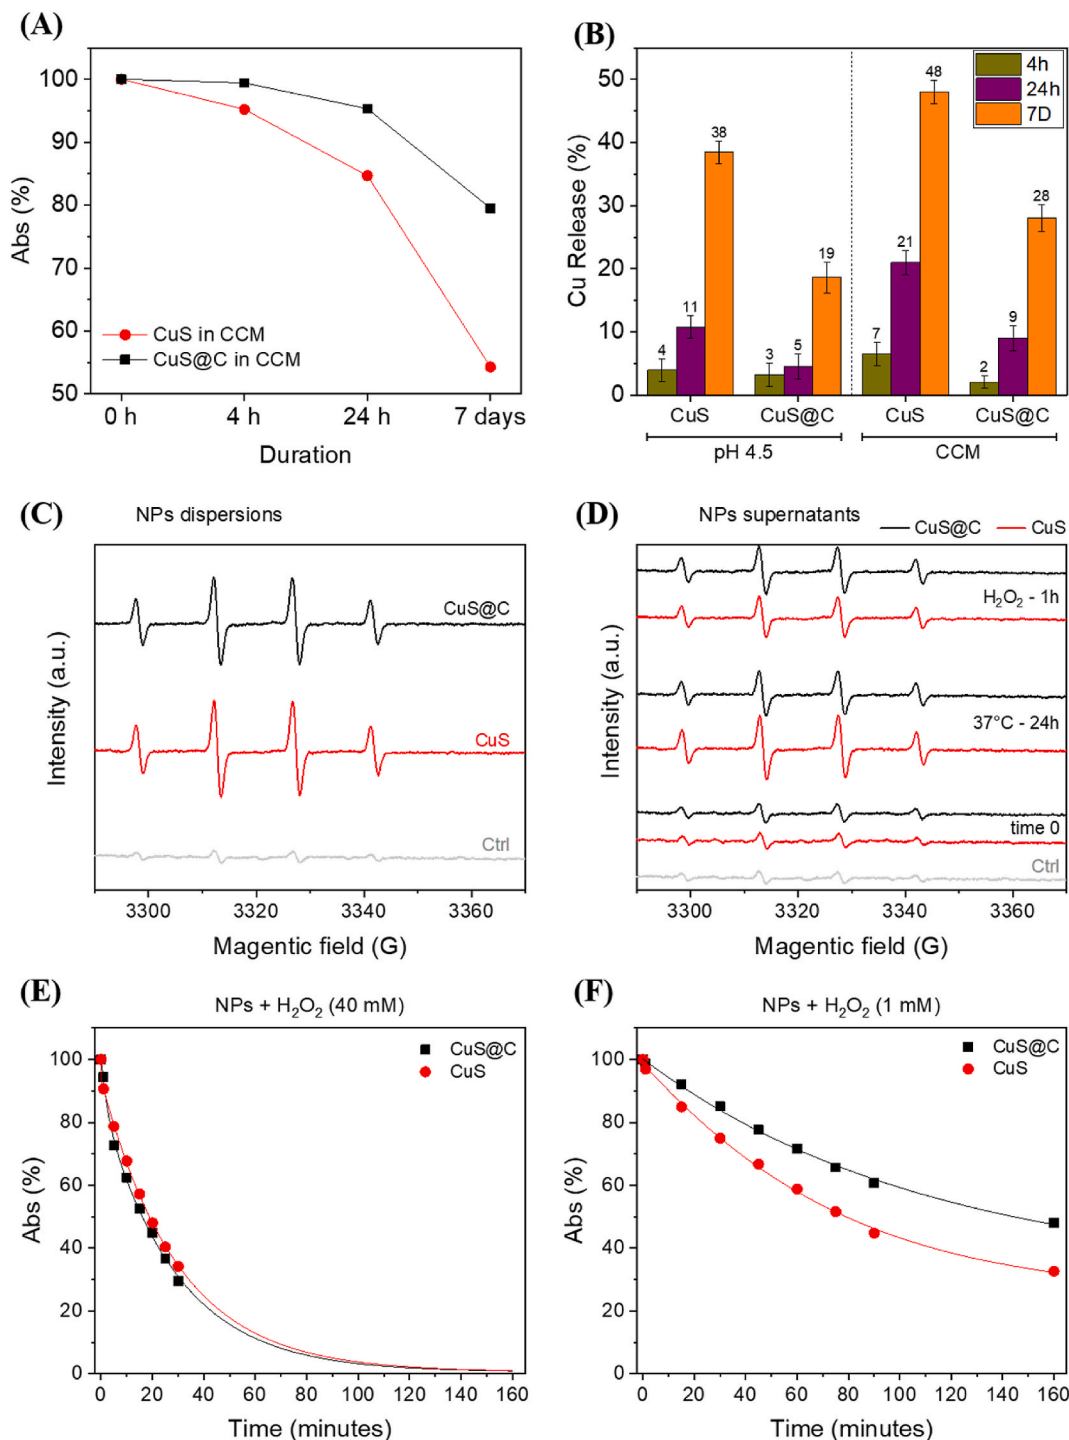 (A)
100
90
80
70
60
50
Abs (%)
CuS in CCM
CuS@C in CCM
0 h 4 h 24 h 7 days
Duration
(B)
50
40
30
20
10
0
Cu Release (%)
4h
24h
7D
4 11 38 3 5 19 7 21 48 2 9 28
CuS CuS@C CuS CuS@C
pH 4.5 CCM
(C) NPs dispersions
Intensity (a.u.)
CuS@C
CuS
Ctrl
3300 3320 3340 3360
Magentic field (G)
(D) NPs supernatants
CuS@C CuS
Intensity (a.u.)
H₂O₂ - 1h
37°C - 24h
time 0
Ctrl
3300 3320 3340 3360
Magentic field (G)
(E)
NPs + H₂O₂ (40 mM)
100
80
60
40
20
0
Abs (%)
CuS@C
CuS
0 20 40 60 80 100 120 140 160
Time (minutes)
(F)
NPs + H₂O₂ (1 mM)
100
80
60
40
20
0
Abs (%)
CuS@C
CuS
0 20 40 60 80 100 120 140 160
Time (minutes)